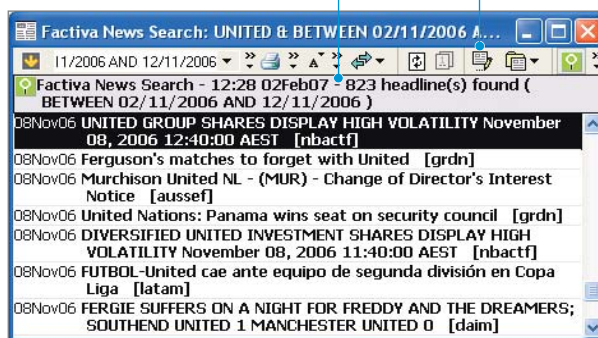 Factiva News Search: UNITED & BETWEEN 02/11/2006 A...
11/2006 AND 12/11/2006
Factiva News Search - 12:28 02Feb07 - 823 headline(s) found (
BETWEEN 02/11/2006 AND 12/11/2006 )
08Nov06 UNITED GROUP SHARES DISPLAY HIGH VOLATILITY November
08, 2006 12:40:00 AEST [nbactf]
08Nov06 Ferguson's matches to forget with United [grdn]
08Nov06 Murchison United NL - (MUR) - Change of Director's Interest
Notice [aussef]
08Nov06 United Nations: Panama wins seat on security council [grdn]
08Nov06 DIVERSIFIED UNITED INVESTMENT SHARES DISPLAY HIGH
VOLATILITY November 08, 2006 11:40:00 AEST [nbactf]
08Nov06 FUTBOL-United cae ante equipo de segunda división en Copa
Liga [latam]
08Nov06 FERGIE SUFFERS ON A NIGHT FOR FREDDY AND THE DREAMERS;
SOUTHEND UNITED 1 MANCHESTER UNITED 0 [daim]